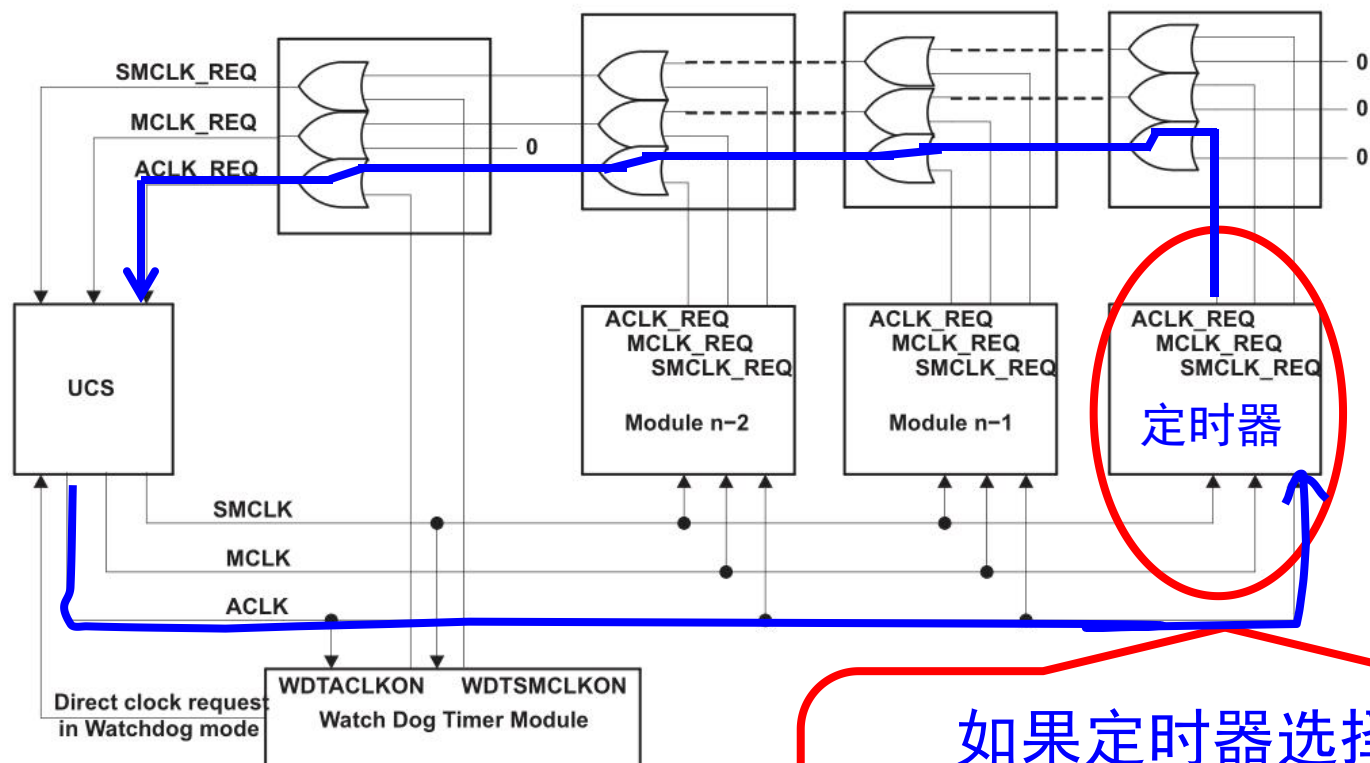 SMCLK_REQ
MCLK_REQ
ACLK_REQ
0
0
0
0
UCS
ACLK_REQ
MCLK_REQ
SMCLK_REQ
Module n−2
ACLK_REQ
MCLK_REQ
SMCLK_REQ
Module n−1
ACLK_REQ
MCLK_REQ
SMCLK_REQ
定时器
SMCLK
MCLK
ACLK
Direct clock request
in Watchdog mode
WDTACLKON
WDTSMCLKON
Watch Dog Timer Module
如果定时器选择